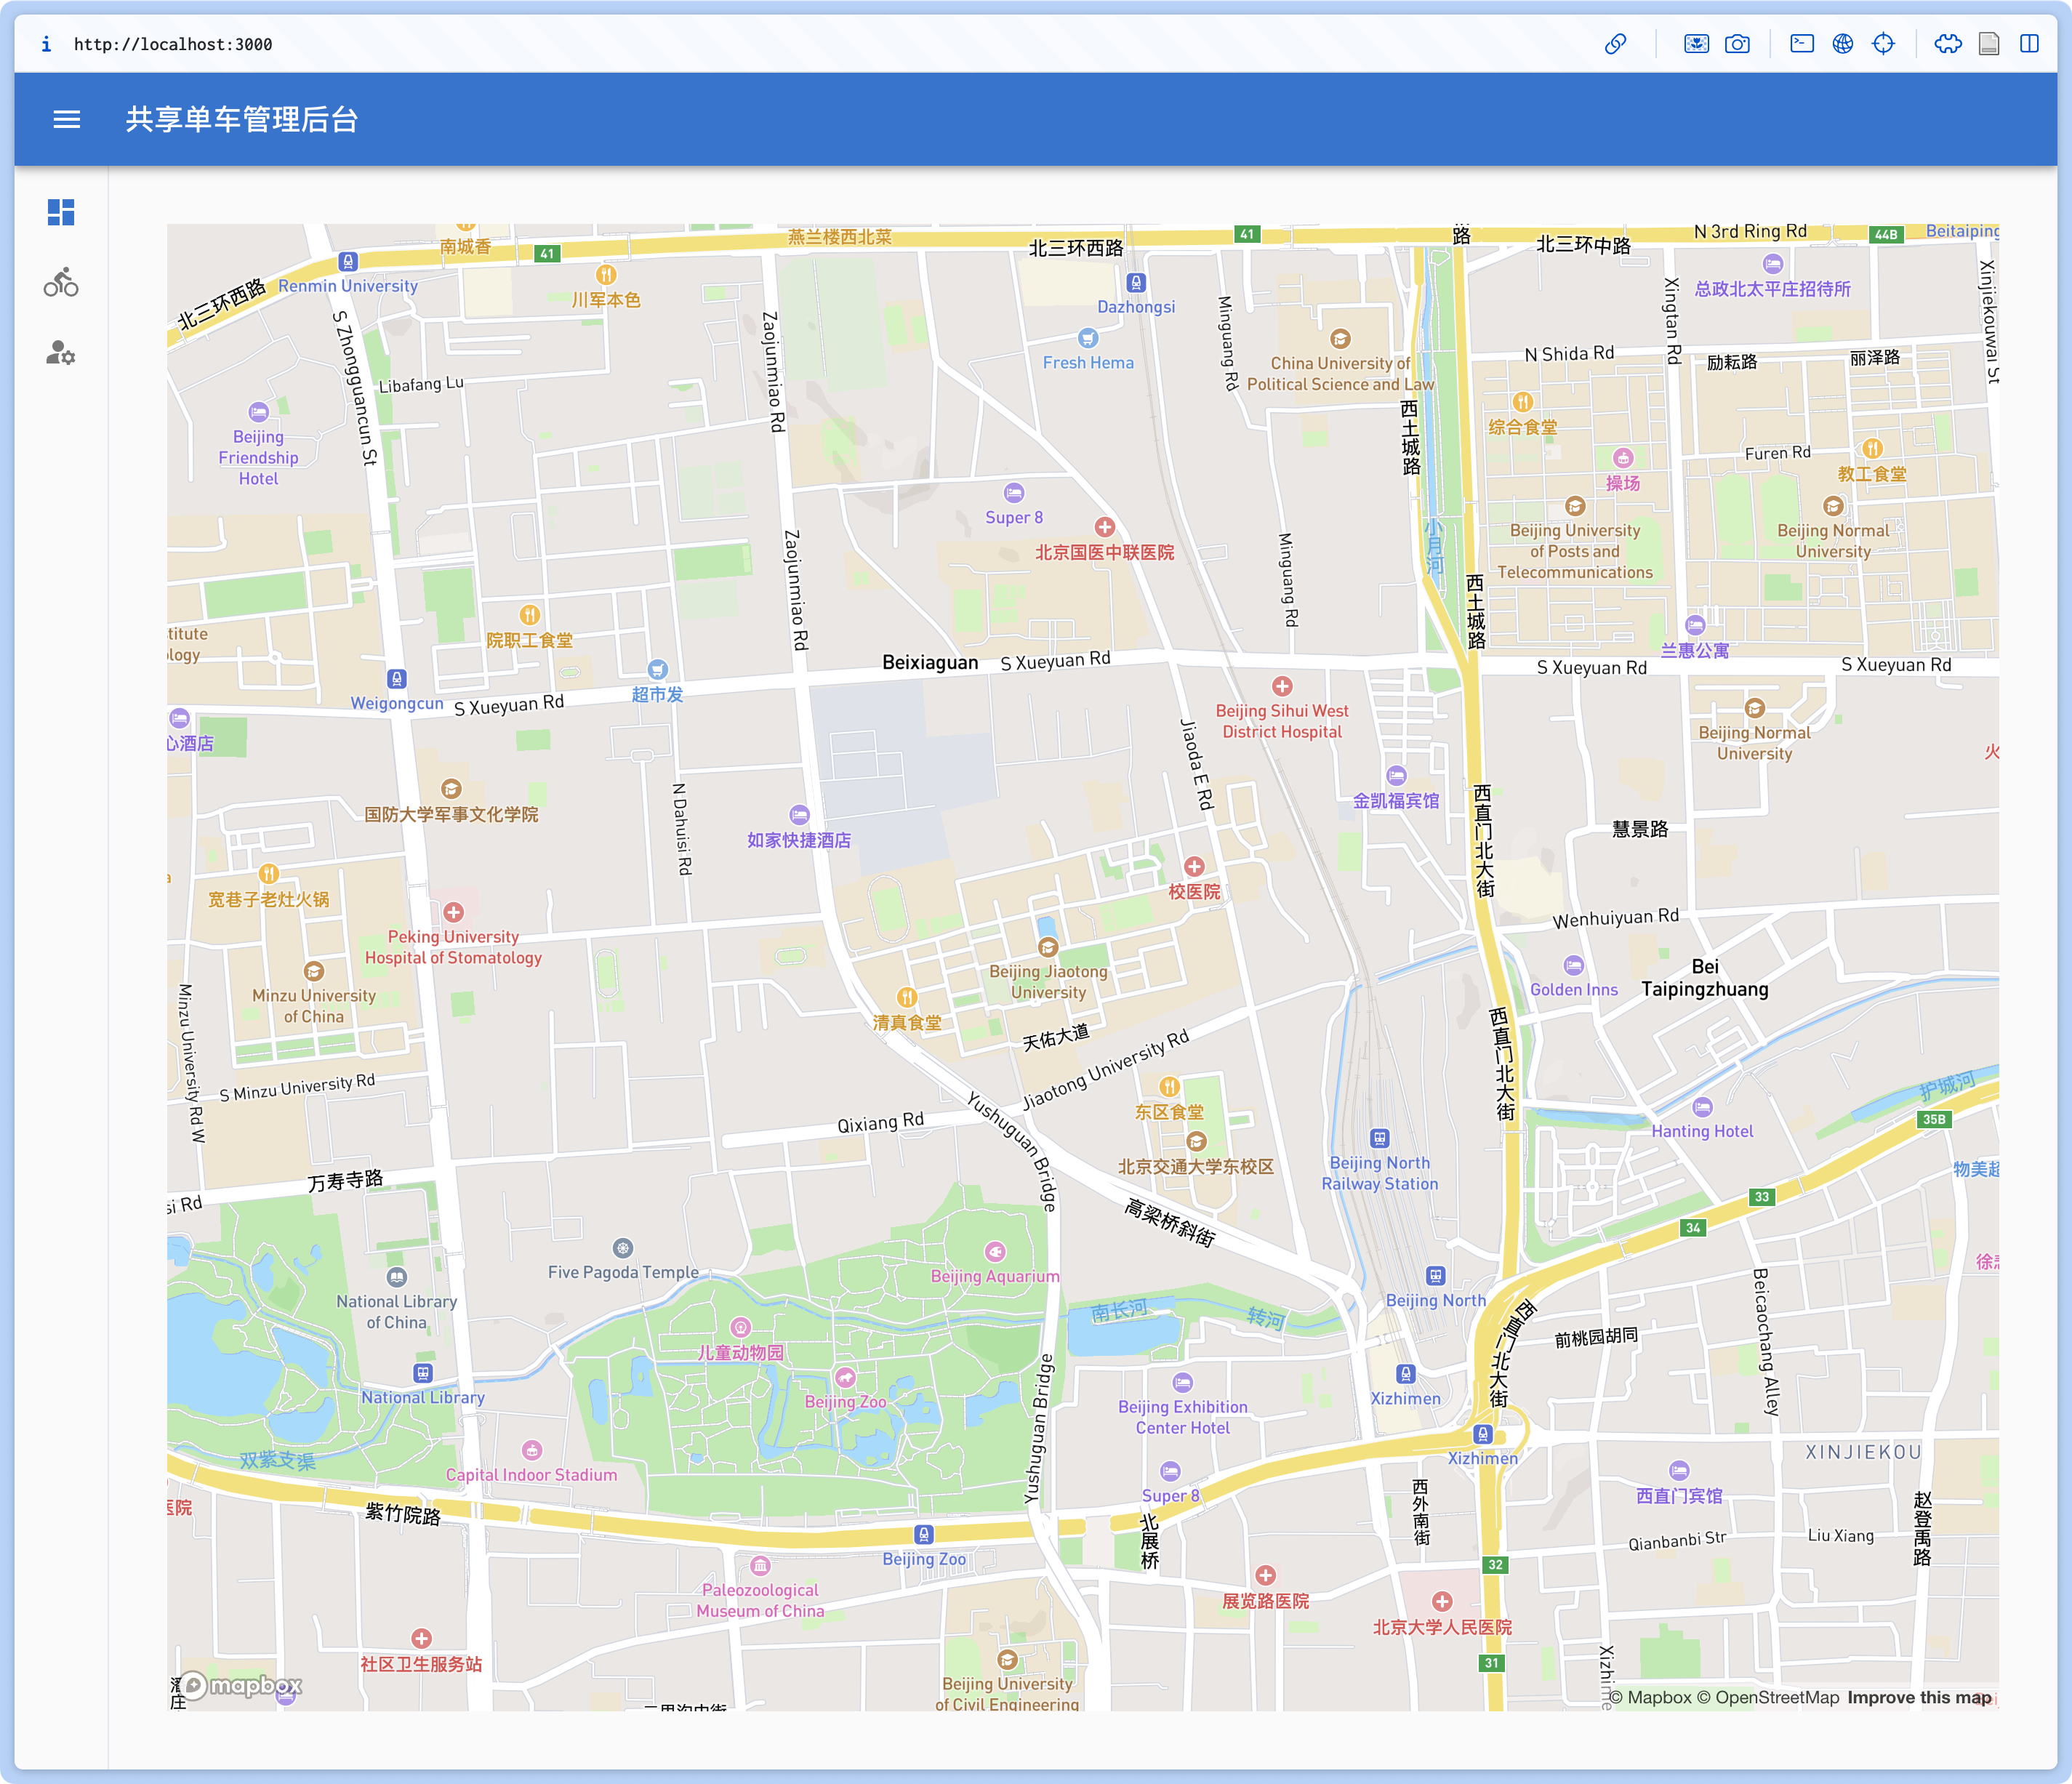 http://localhost:3000
共享单车管理后台
南城香
41
燕兰楼西北菜
北三环西路
41
路
北三环中路
N 3rd Ring Rd
44B
Beitaiping
Renmin University
北三环西路
川军本色
Dazhongsi
总政北太平庄招待所
Xinjiekouwai St
S Zhongguancun St
Zaojunmiao Rd
Minguang Rd
Xingtan Rd
Fresh Hema
China University of
Political Science and Law
N Shida Rd
励耘路
丽泽路
Libafang Lu
Beijing
Friendship
Hotel
西土城路
综合食堂
Furen Rd
教工食堂
操场
Super 8
北京国医中联医院
小月河
Beijing University
of Posts and
Telecommunications
Beijing Normal
University
Zaojunmiao Rd
Minguang Rd
西土城路
titute
ology
院职工食堂
兰惠公寓
Beixiaguan
S Xueyuan Rd
S Xueyuan Rd
S Xueyuan Rd
Weigongcun
S Xueyuan Rd
超市发
心酒店
Beijing Sihui West
District Hospital
Beijing Normal
University
火
Jiaoda E Rd
国防大学军事文化学院
N Dahuisi Rd
如家快捷酒店
金凯福宾馆
西直门北大街
慧景路
宽巷子老灶火锅
校医院
Wenhuiyuan Rd
Peking University
Hospital of Stomatology
Beijing Jiaotong
University
Golden Inns
Bei
Taipingzhuang
Minzu University
of China
Minzu University Rd W
清真食堂
天佑大道
西直门北大街
S Minzu University Rd
Jiaotong University Rd
护城河
35B
Qixiang Rd
Yushuguan Bridge
东区食堂
Hanting Hotel
北京交通大学东校区
Beijing North
Railway Station
物美超
万寿寺路
si Rd
高梁桥斜街
33
34
Five Pagoda Temple
Beijing Aquarium
National Library
of China
Beijing North
Beicaochang Alley
南长河
转河
西直门北大街
前桃园胡同
儿童动物园
National Library
Beijing Zoo
Yushuguan Bridge
Beijing Exhibition
Center Hotel
Xizhimen
Xizhimen
XINJIEKOU
双紫支渠
Capital Indoor Stadium
Super 8
西外南街
西直门宾馆
赵登禹路
医院
紫竹院路
北展桥
Beijing Zoo
Qianbanbi Str
Liu Xiang
32
Paleozoological
Museum of China
展览路医院
北京大学人民医院
社区卫生服务站
31
Xizhime
Beijing University
of Civil Engineering
mapbox
© Mapbox © OpenStreetMap Improve this map